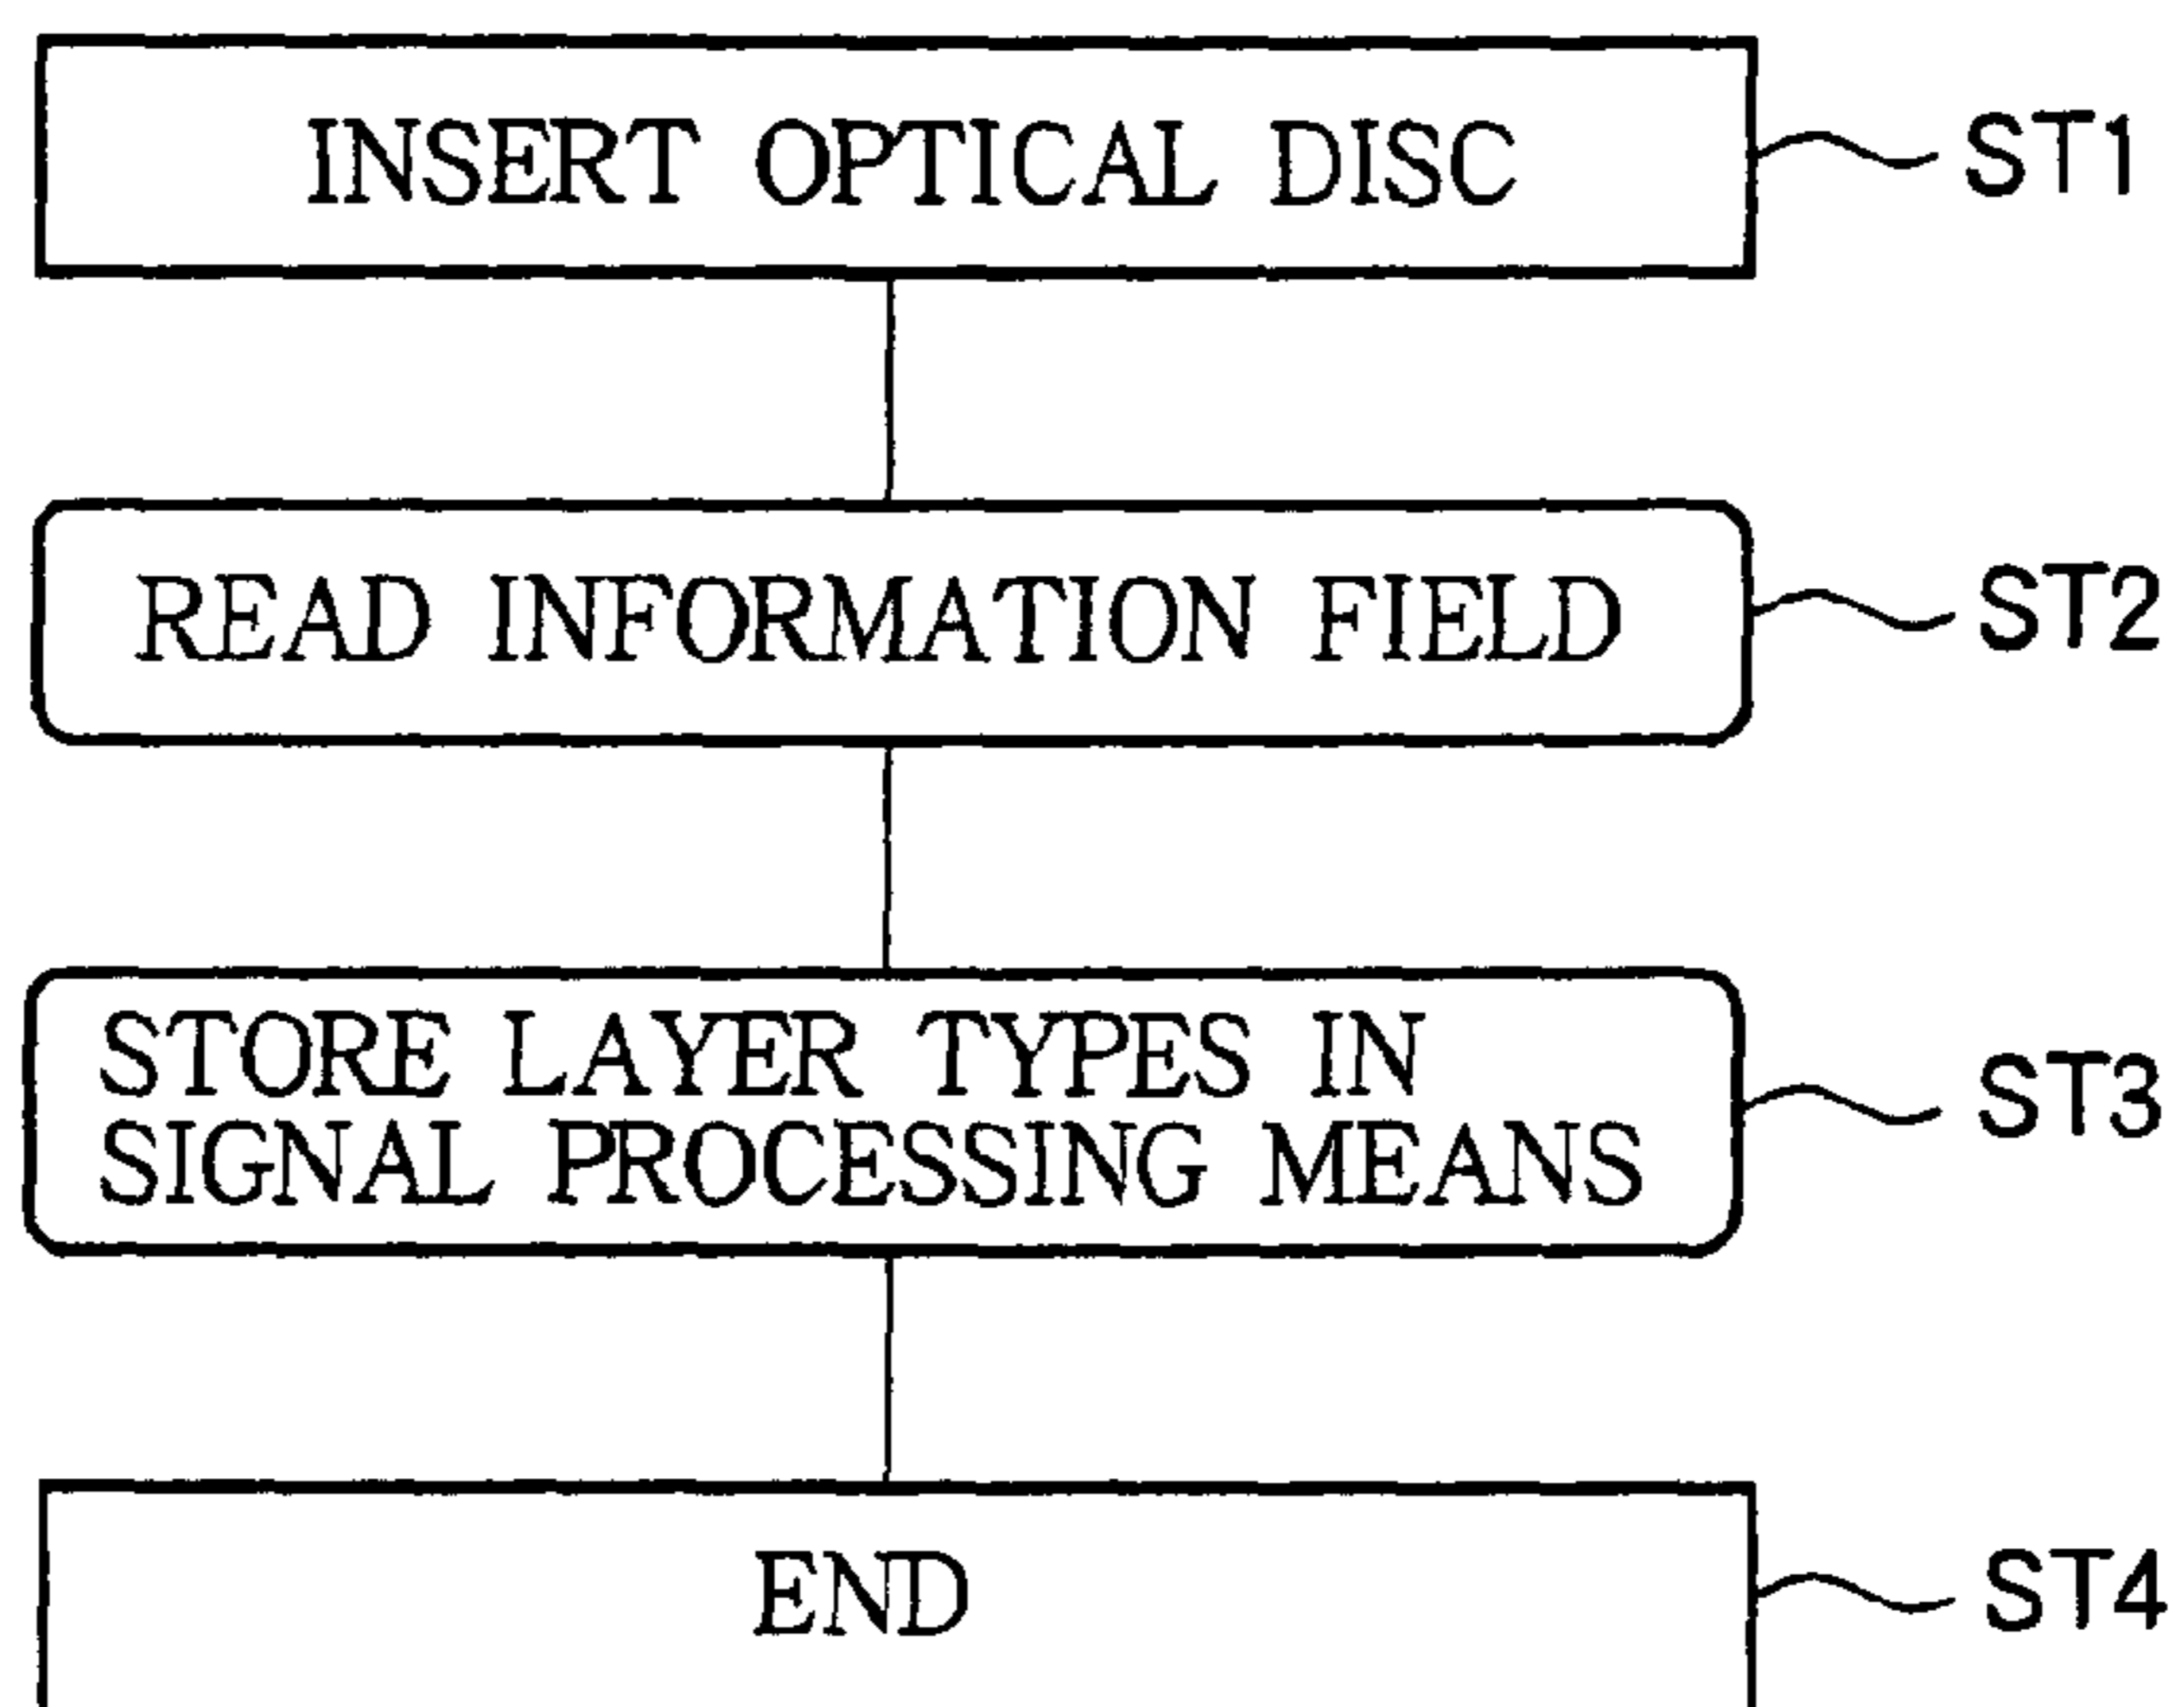 INSERT OPTICAL DISC
ST1
READ INFORMATION FIELD
ST2
STORE LAYER TYPES IN
SIGNAL PROCESSING MEANS
ST3
END
ST4